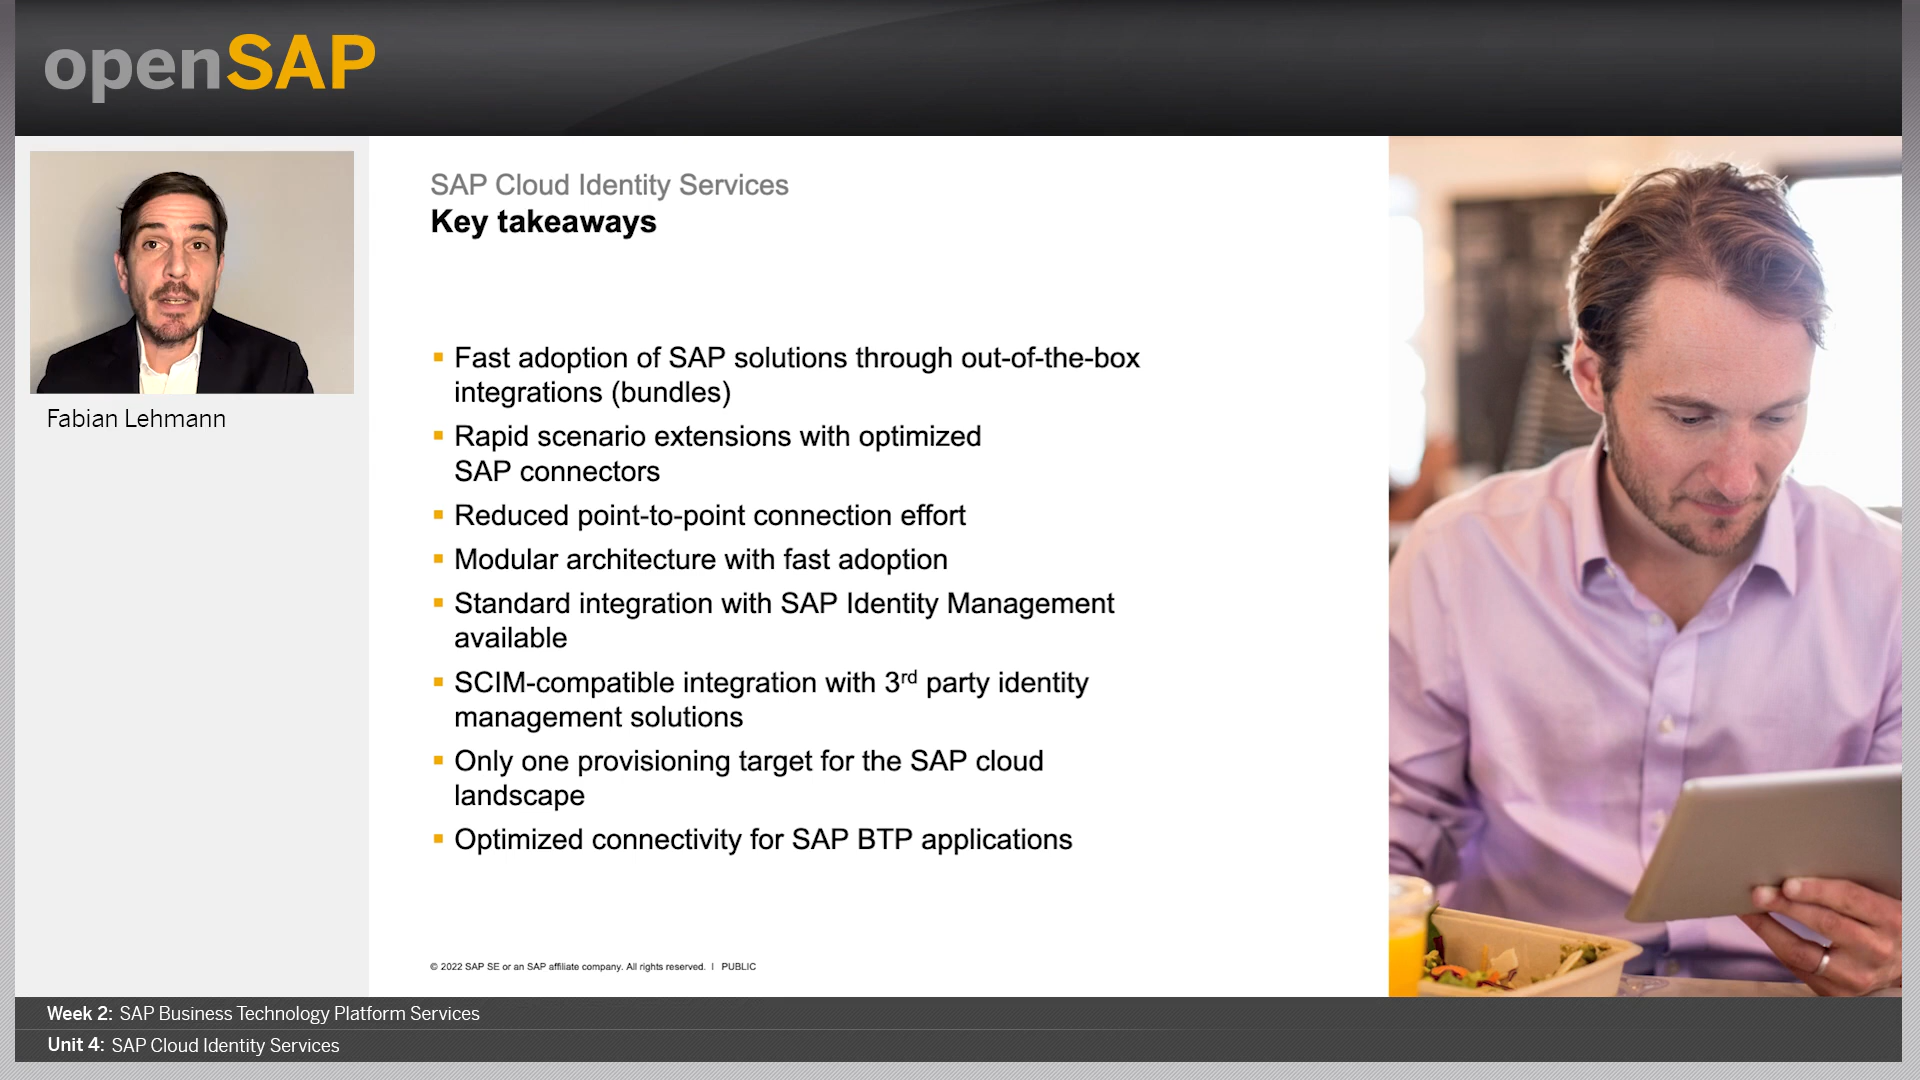 openSAP
Fabian Lehmann
SAP Cloud Identity Services
Key takeaways
▪ Fast adoption of SAP solutions through out-of-the-box
integrations (bundles)
▪ Rapid scenario extensions with optimized
SAP connectors
▪ Reduced point-to-point connection effort
▪ Modular architecture with fast adoption
▪ Standard integration with SAP Identity Management
available
▪ SCIM-compatible integration with 3rd party identity
management solutions
▪ Only one provisioning target for the SAP cloud
landscape
▪ Optimized connectivity for SAP BTP applications
© 2022 SAP SE or an SAP affiliate company. All rights reserved. | PUBLIC
Week 2: SAP Business Technology Platform Services
Unit 4: SAP Cloud Identity Services